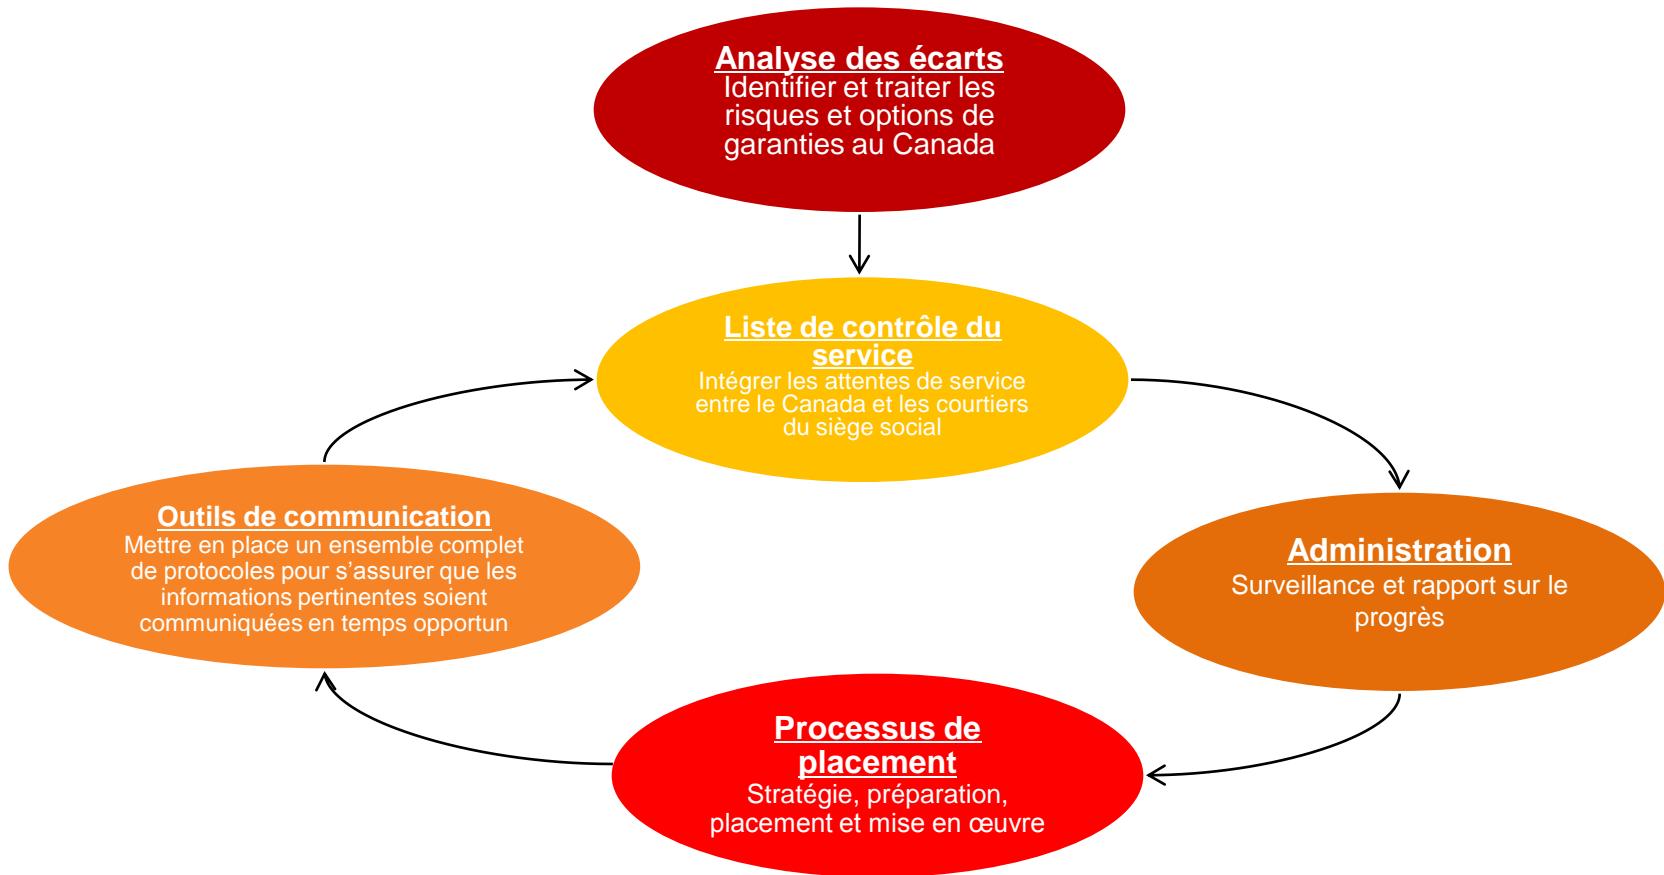 Analyse des écarts
Identifier et traiter les
risques et options de
garanties au Canada
Liste de contrôle du
service
Intégrer les attentes de service
entre le Canada et les courtiers
du siège social
Outils de communication
Mettre en place un ensemble complet
de protocoles pour s’assurer que les
informations pertinentes soient
communiquées en temps opportun
Administration
Surveillance et rapport sur le
progrès
Processus de
placement
Stratégie, préparation,
placement et mise en œuvre